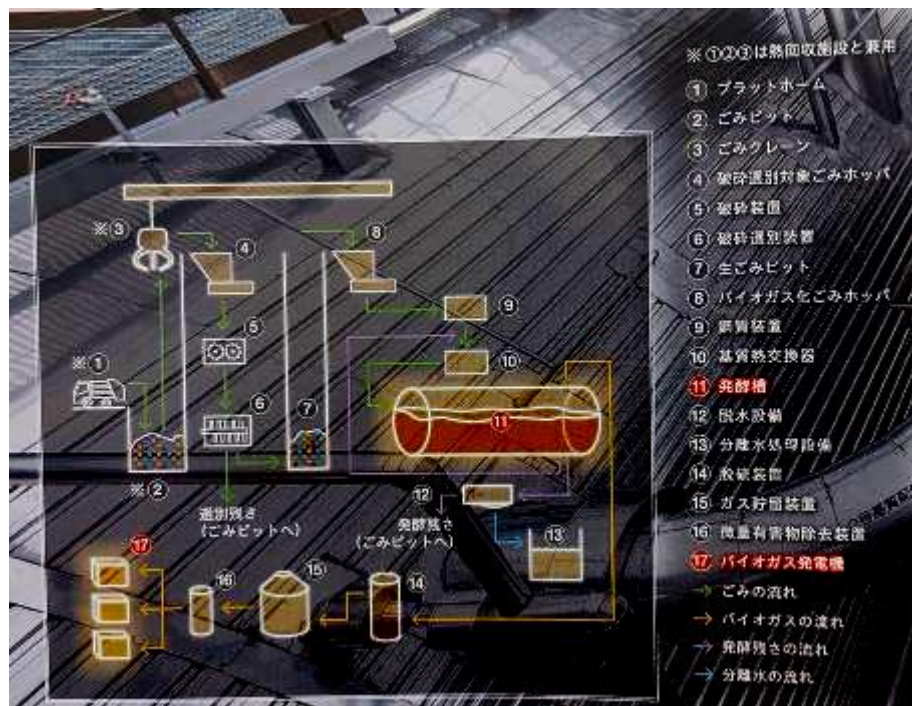 ※①②③は熱回収施設と兼用
① プラットホーム
② ごみピット
③ ごみクレーン
④ 破砕選別対象ごみホッパ
⑤ 破砕装置
⑥ 破砕選別装置
⑦ 生ごみピット
⑧ バイオガス化ごみホッパ
⑨ 調質装置
⑩ 基質熱交換器
⑪ 発酵槽
⑫ 脱水設備
⑬ 分離水処理設備
⑭ 脱硫装置
⑮ ガス貯留装置
⑯ 微量有害物除去装置
⑰ バイオガス発電機
→ ごみの流れ
→ バイオガスの流れ
→ 発酵残さの流れ
→ 分離水の流れ
※③
④
⑧
⑤
⑨
※①
⑩
⑥
⑦
⑪
※②
選別残さ
(ごみピットへ)
⑫
発酵残さ
(ごみピットへ)
⑬
⑰
⑯
⑮
⑭